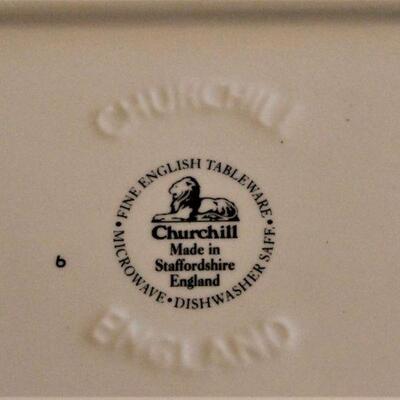 CHURCHILL
• FINE ENGLISH TABLEWARE •
Churchill
Made in
Staffordshire
England
MICROWAVE • DISHWASHER SAFE.
6
ENGLAND